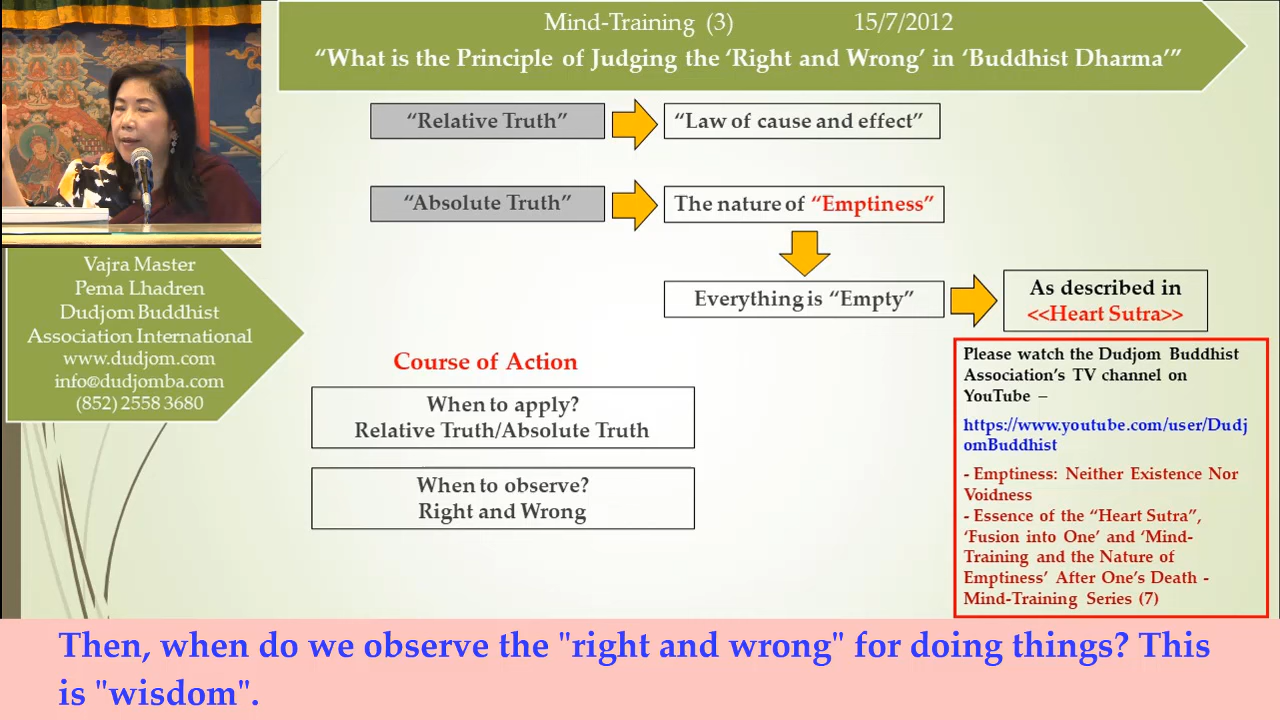 Mind-Training (3) 15/7/2012
“What is the Principle of Judging the ‘Right and Wrong’ in ‘Buddhist Dharma’”
“Relative Truth”
“Law of cause and effect”
“Absolute Truth”
The nature of “Emptiness”
Everything is “Empty”
As described in
<<Heart Sutra>>
Vajra Master
Pema Lhadren
Dudjom Buddhist
Association International
www.dudjom.com
info@dudjomba.com
(852) 2558 3680
Course of Action
When to apply?
Relative Truth/Absolute Truth
When to observe?
Right and Wrong
Please watch the Dudjom Buddhist
Association’s TV channel on
YouTube –
https://www.youtube.com/user/Dudj
omBuddhist
- Emptiness: Neither Existence Nor
Voidness
- Essence of the “Heart Sutra”,
‘Fusion into One’ and ‘Mind-
Training and the Nature of
Emptiness’ After One’s Death -
Mind-Training Series (7)
Then, when do we observe the "right and wrong" for doing things? This
is "wisdom".